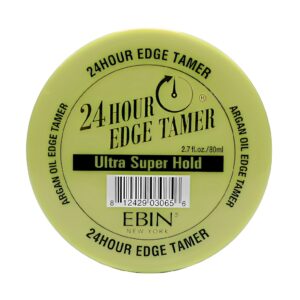 24HOUR EDGE TAMER
24 HOUR
EDGE TAMER
2.7 fl.oz./80ml
Ultra Super Hold
8 12429 03065 6
EBIN
NEW YORK
ARGAN OIL EDGE TAMER
ARGAN OIL EDGE TAMER
24HOUR EDGE TAMER